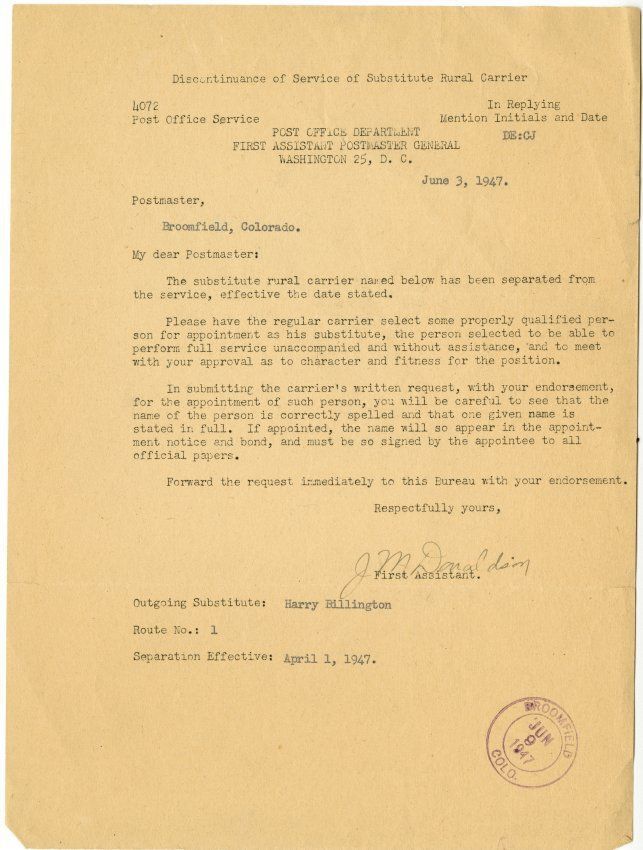 Discontinuance of Service of Substitute Rural Carrier
4072
Post Office Service
In Replying
Mention Initials and Date
DE:CJ
POST OFFICE DEPARTMENT
FIRST ASSISTANT POSTMASTER GENERAL
WASHINGTON 25, D. C.
June 3, 1947.
Postmaster,
Broomfield, Colorado.
My dear Postmaster:
The substitute rural carrier named below has been separated from
the service, effective the date stated.
Please have the regular carrier select some properly qualified per-
son for appointment as his substitute, the person selected to be able to
perform full service unaccompanied and without assistance, and to meet
with your approval as to character and fitness for the position.
In submitting the carrier's written request, with your endorsement,
for the appointment of such person, you will be careful to see that the
name of the person is correctly spelled and that one given name is
stated in full. If appointed, the name will so appear in the appoint-
ment notice and bond, and must be so signed by the appointee to all
official papers.
Forward the request immediately to this Bureau with your endorsement.
Respectfully yours,
J M Donaldson
First Assistant.
Outgoing Substitute: Harry Billington
Route No.: 1
Separation Effective: April 1, 1947.
BROOMFIELD
JUN
9
1947
COLO.